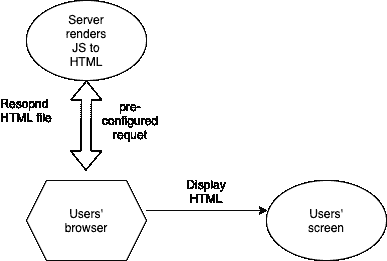 Server
renders
JS to
HTML
Resopnd
HTML file
pre-
configured
requet
Users'
browser
Display
HTML
Users'
screen